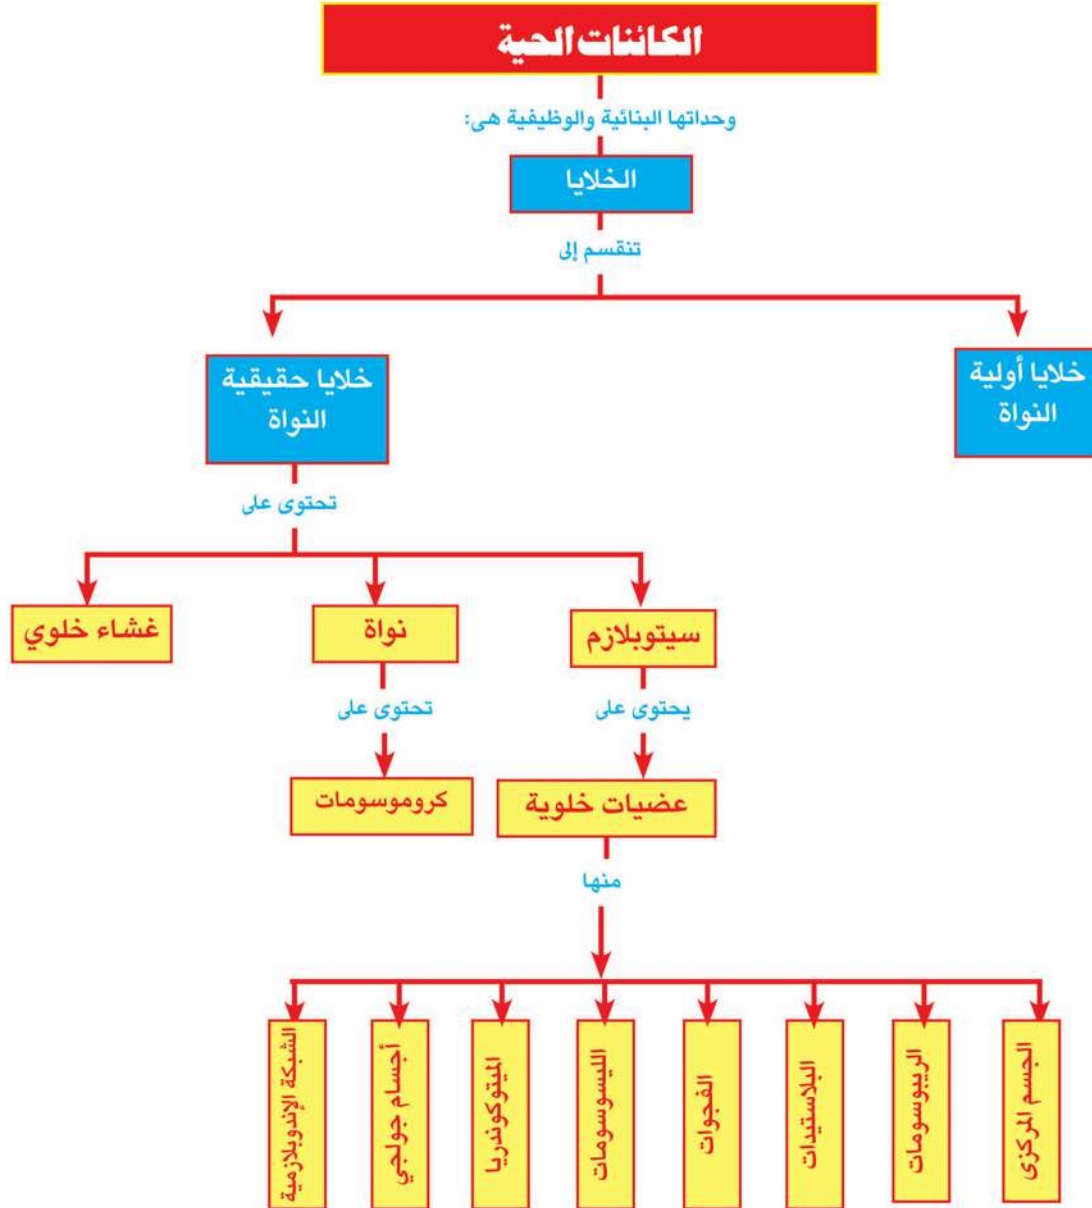 الكائنات الحية
وحداتها البنائية والوظيفية هى:
الخلايا
تنقسم إلى
خلايا أولية
النواة
خلايا حقيقية
النواة
تحتوى على
سيتوبلازم
نواة
غشاء خلوي
يحتوى على
تحتوى على
عضيات خلوية
كروموسومات
منها
الجسم المركزى
الريبوسومات
البلاستيدات
الفجوات
الليسوسومات
الميتوكوندريا
أجسام جولجي
الشبكة الإندوبلازمية